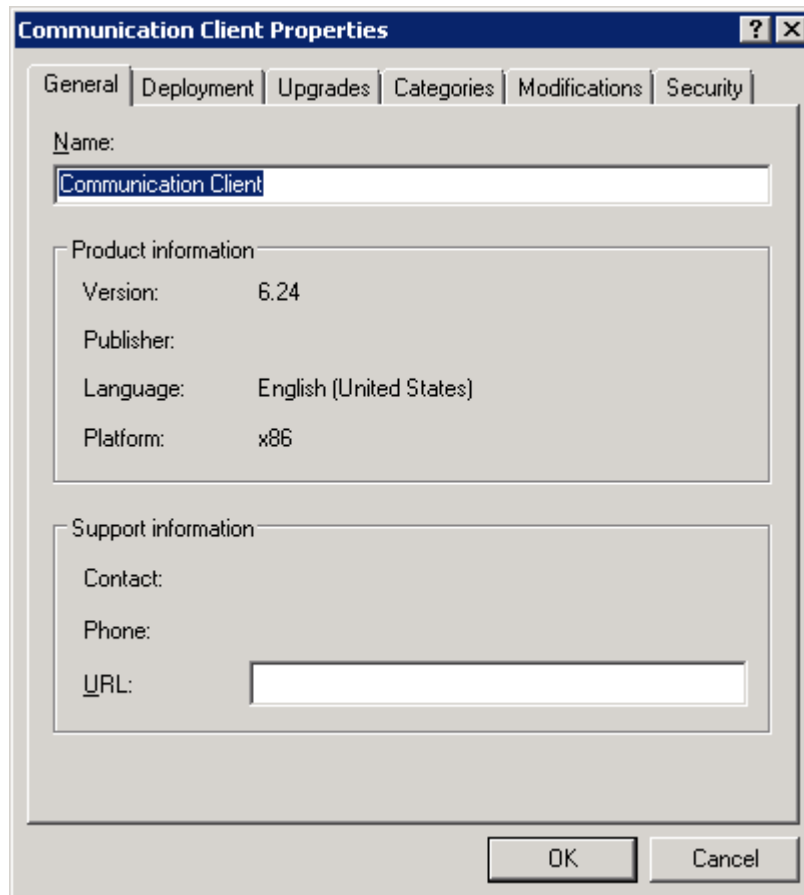 Communication Client Properties
General Deployment Upgrades Categories Modifications Security
Name:
Communication Client
Product information
Version: 6.24
Publisher:
Language: English (United States)
Platform: x86
Support information
Contact:
Phone:
URL:
OK Cancel